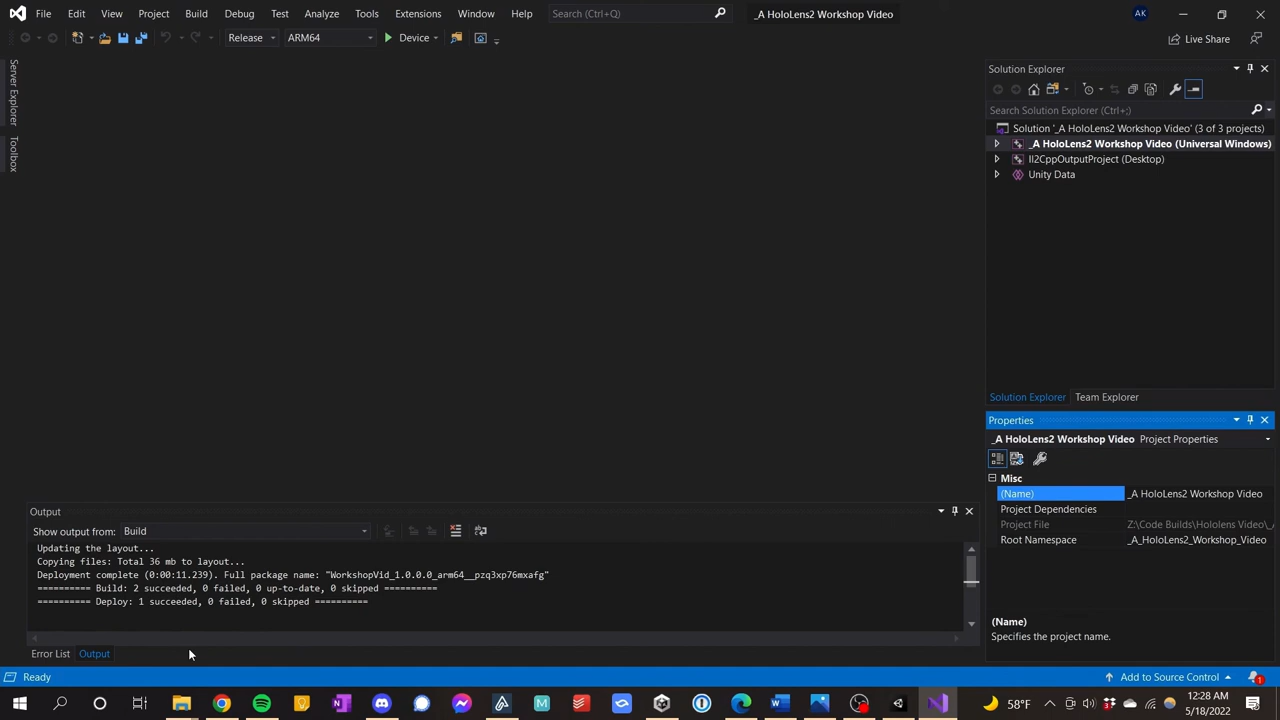 File Edit View Project Build Debug Test Analyze Tools Extensions Window Help Search (Ctrl+Q) _A HoloLens2 Workshop Video AK
Release ARM64 Device Live Share
Server Explorer
Toolbox
Solution Explorer
Search Solution Explorer (Ctrl+;)
Solution '_A HoloLens2 Workshop Video' (3 of 3 projects)
_A HoloLens2 Workshop Video (Universal Windows)
Il2CppOutputProject (Desktop)
Unity Data
Solution Explorer Team Explorer
Properties
_A HoloLens2 Workshop Video Project Properties
Misc
(Name) _A HoloLens2 Workshop Video
Project Dependencies
Project File Z:\Code Builds\Hololens Video\_
Root Namespace _A_HoloLens2_Workshop_Video
(Name)
Specifies the project name.
Output
Show output from: Build
Updating the layout...
Copying files: Total 36 mb to layout...
Deployment complete (0:00:11.239). Full package name: "WorkshopVid_1.0.0.0_arm64__pzq3xp76mxafg"
========== Build: 2 succeeded, 0 failed, 0 up-to-date, 0 skipped ==========
========== Deploy: 1 succeeded, 0 failed, 0 skipped ==========
Error List Output
Ready Add to Source Control 1
58°F 12:28 AM
5/18/2022